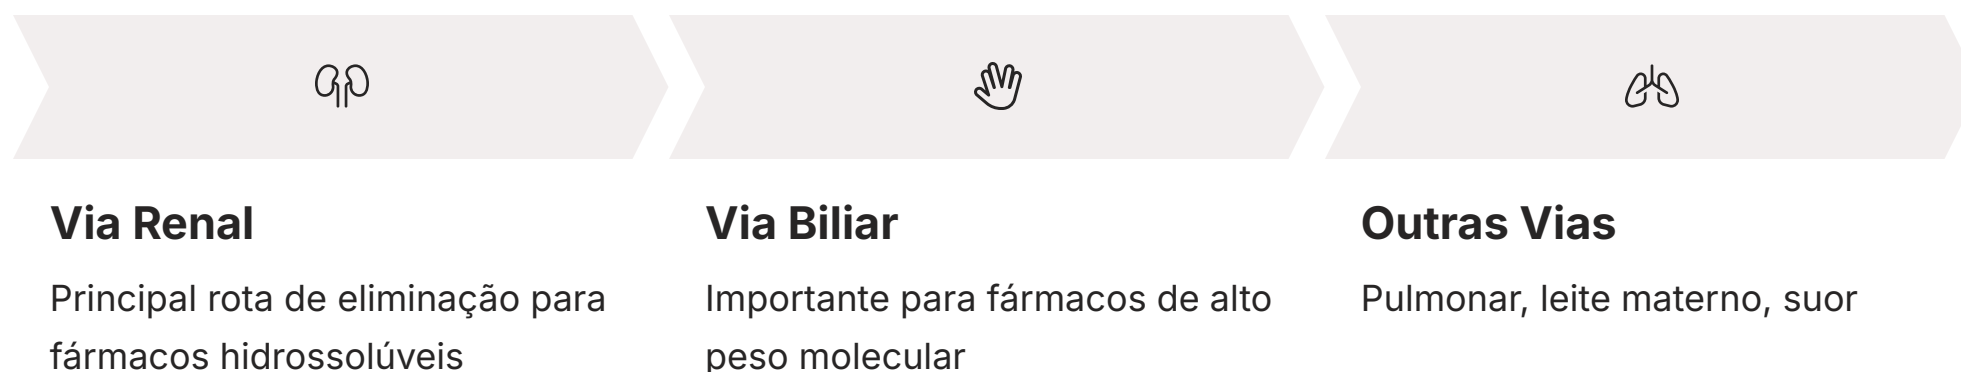 Via Renal
Principal rota de eliminação para
fármacos hidrossolúveis
Via Biliar
Importante para fármacos de alto
peso molecular
Outras Vias
Pulmonar, leite materno, suor